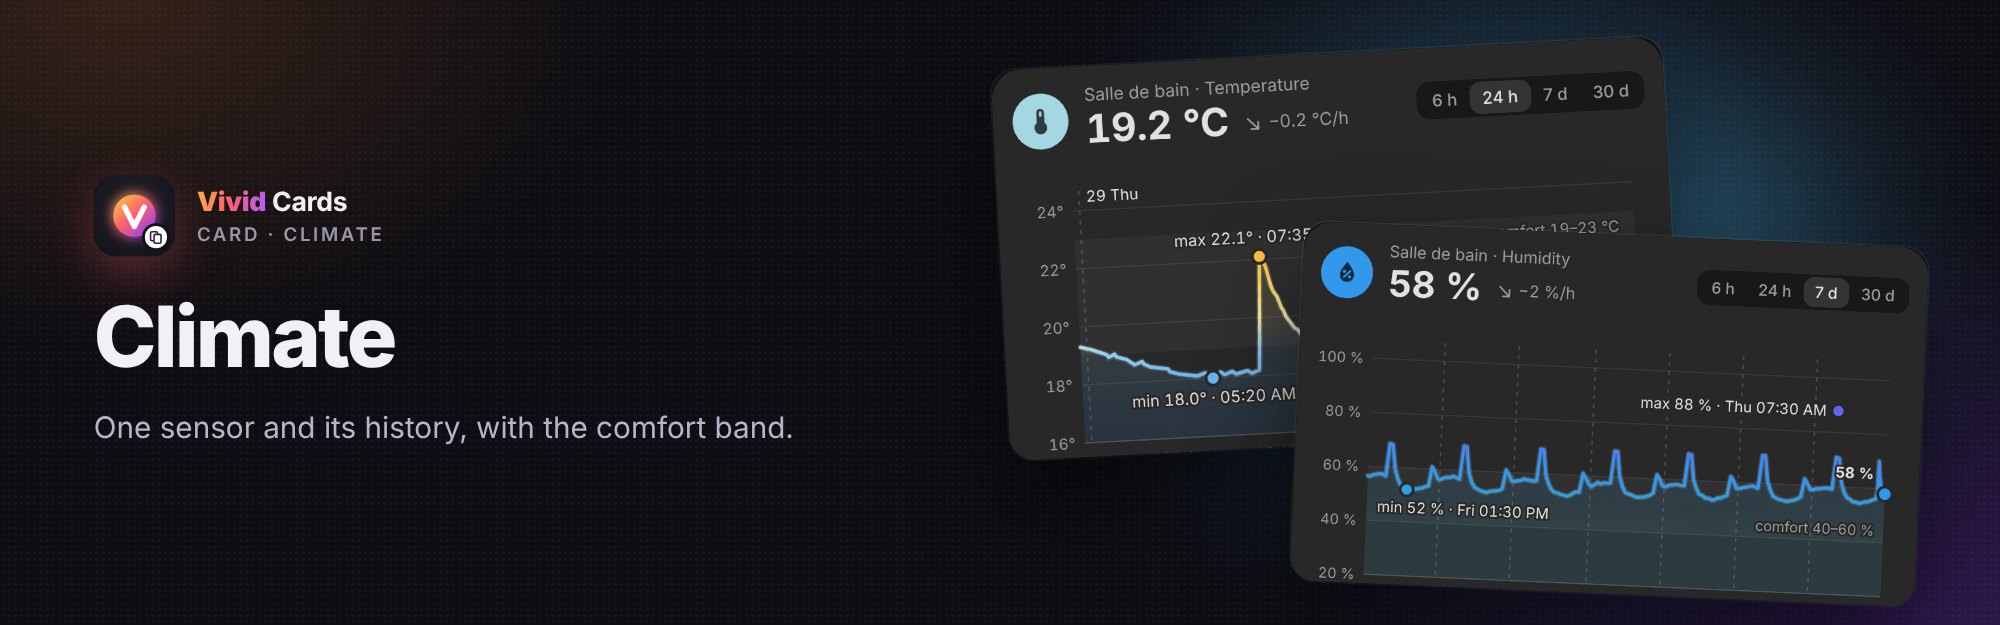 Vivid Cards
CARD · CLIMATE
Climate
One sensor and its history, with the comfort band.
Salle de bain · Temperature
19.2 °C
−0.2 °C/h
6 h 24 h 7 d 30 d
29 Thu
24°
22°
20°
18°
16°
max 22.1° · 07:35
19–23 °C
min 18.0° · 05:20 AM
Salle de bain · Humidity
58 %
−2 %/h
6 h 24 h 7 d 30 d
100 %
80 %
60 %
40 %
20 %
max 88 % · Thu 07:30 AM
58 %
min 52 % · Fri 01:30 PM
comfort 40–60 %